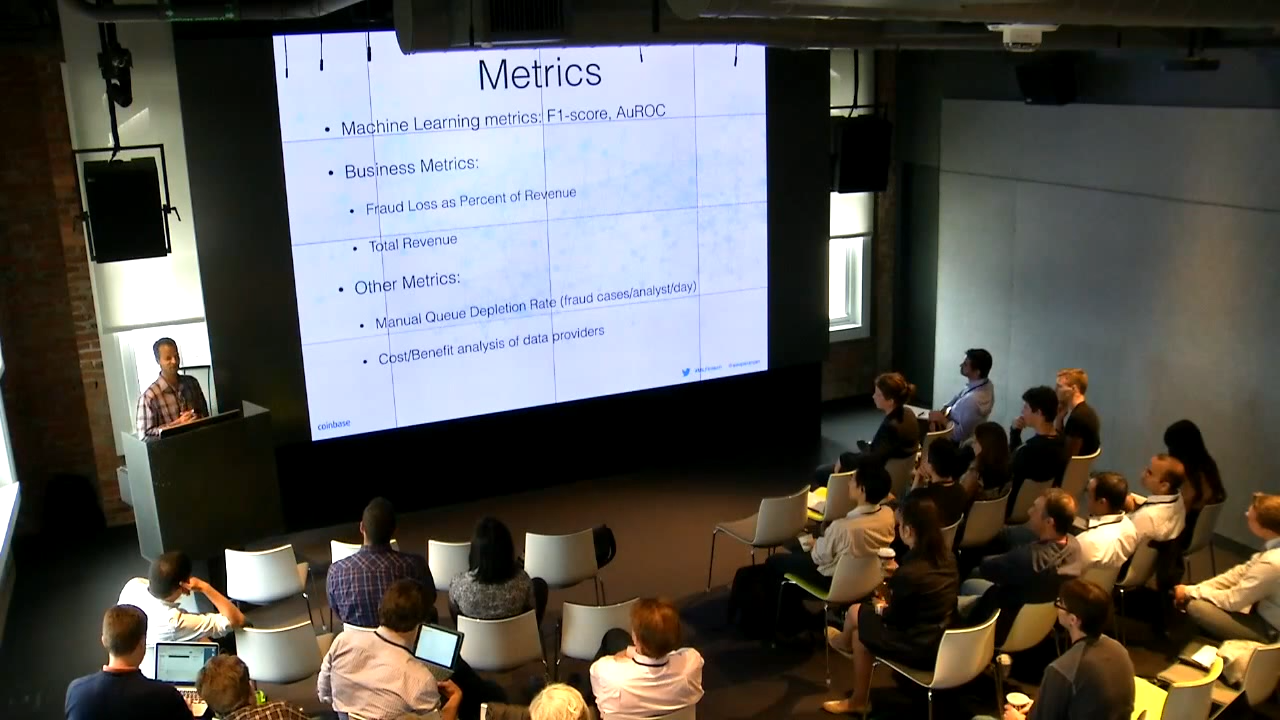 Metrics
• Machine Learning metrics: F1-score, AuROC
• Business Metrics:
• Fraud Loss as Percent of Revenue
• Total Revenue
• Other Metrics:
• Manual Queue Depletion Rate (fraud cases/analyst/day)
• Cost/Benefit analysis of data providers
coinbase